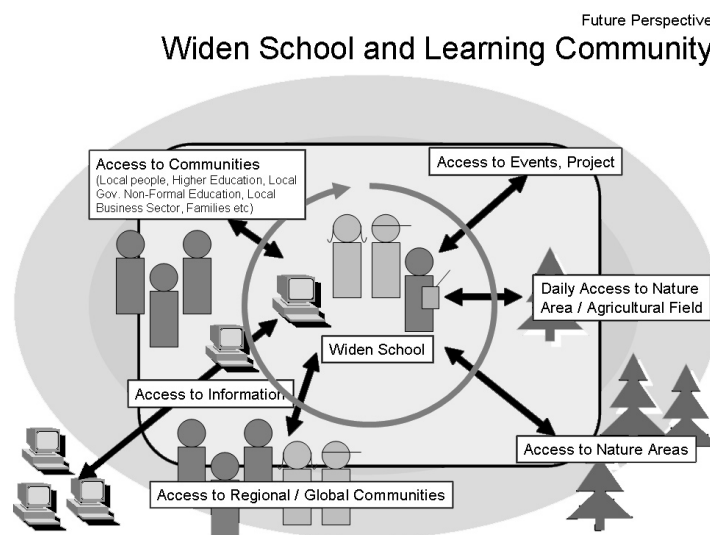 Future Perspective
Widen School and Learning Community
Access to Communities
(Local people, Higher Education, Local
Gov. Non-Formal Education, Local
Business Sector, Families etc)
Access to Events, Project
Daily Access to Nature
Area / Agricultural Field
Widen School
Access to Information
Access to Nature Areas
Access to Regional / Global Communities